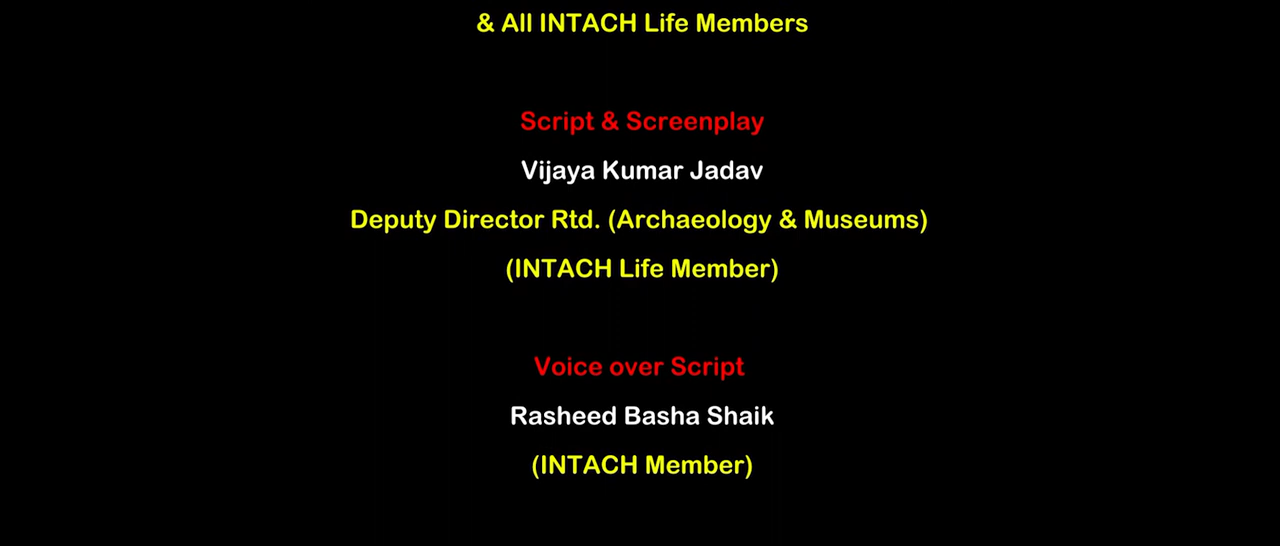 & All INTACH Life Members
Script & Screenplay
Vijaya Kumar Jadav
Deputy Director Rtd. (Archaeology & Museums)
(INTACH Life Member)
Voice over Script
Rasheed Basha Shaik
(INTACH Member)